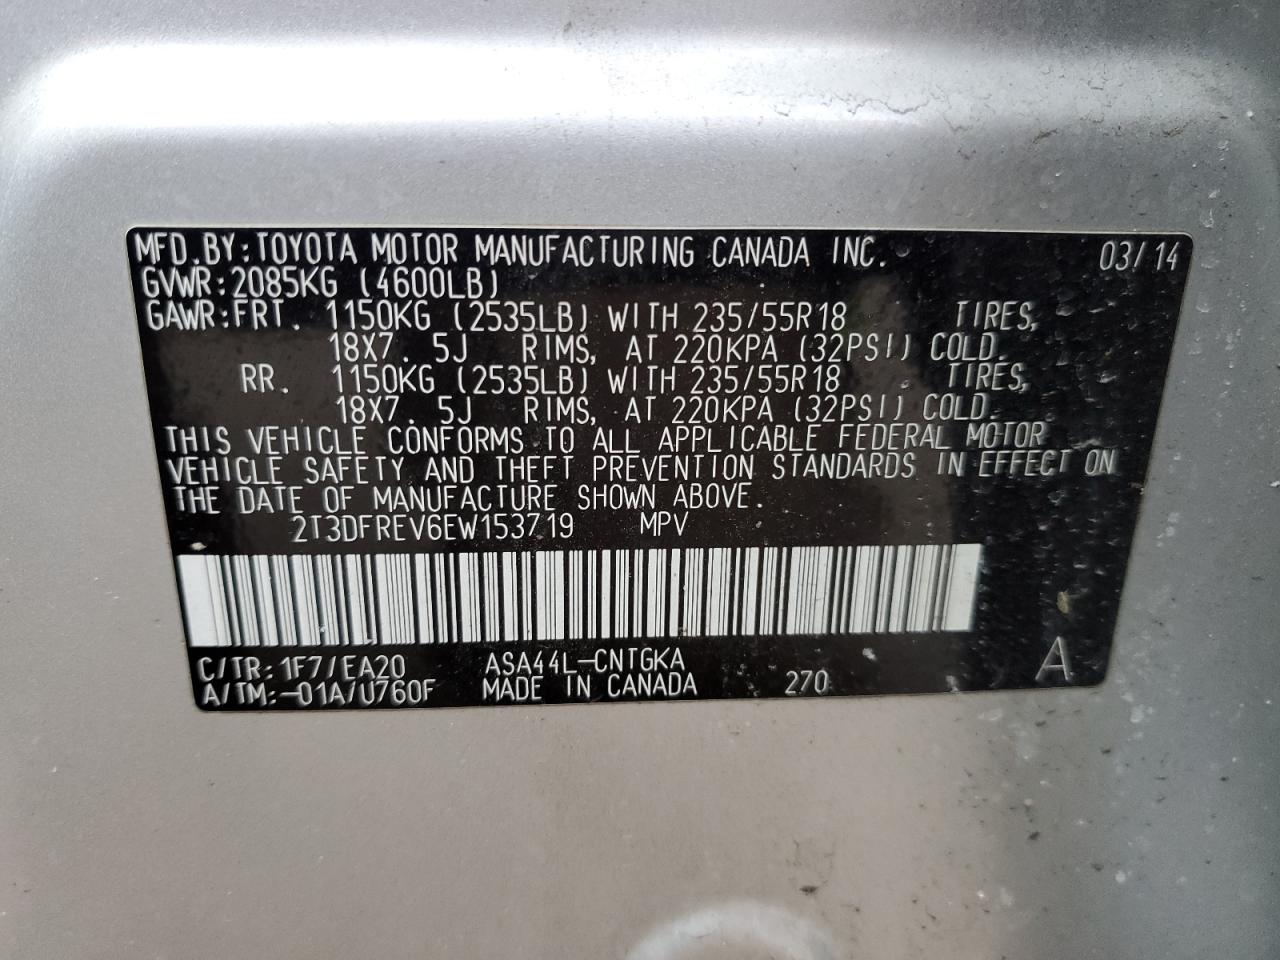 MFD. BY: TOYOTA MOTOR MANUFACTURING CANADA INC. 03/14
GVWR: 2085KG (4600LB)
GAWR: FRT. 1150KG (2535LB) WITH 235/55R18 TIRES,
18X7. 5J RIMS, AT 220KPA (32PSI) COLD.
RR. 1150KG (2535LB) WITH 235/55R18 TIRES,
18X7. 5J RIMS, AT 220KPA (32PSI) COLD.
THIS VEHICLE CONFORMS TO ALL APPLICABLE FEDERAL MOTOR
VEHICLE SAFETY AND THEFT PREVENTION STANDARDS IN EFFECT ON
THE DATE OF MANUFACTURE SHOWN ABOVE.
2T3DFREV6EW153719 MPV
C/TR: 1F7/EA20 ASA44L-CNTGKA A
A/TM: -01A/U760F MADE IN CANADA 270